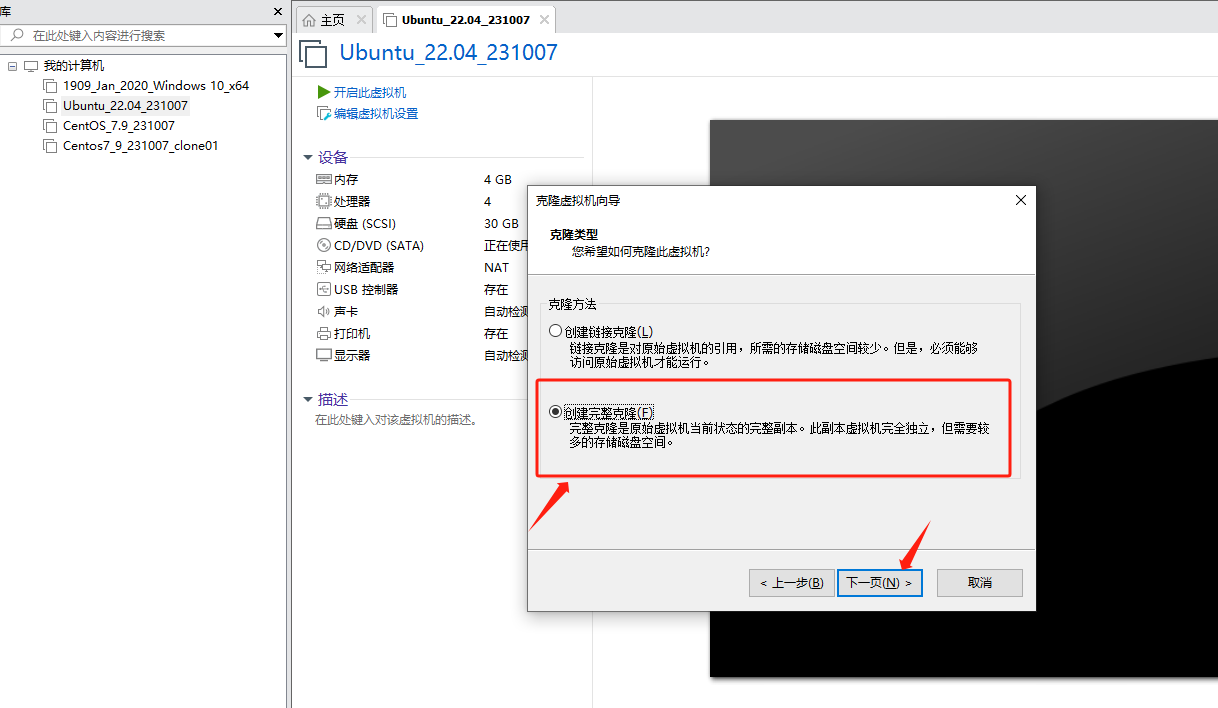 库
主页
Ubuntu_22.04_231007
在此处键入内容进行搜索
我的计算机
1909_Jan_2020_Windows 10_x64
Ubuntu_22.04_231007
CentOS_7.9_231007
Centos7_9_231007_clone01
Ubuntu_22.04_231007
开启此虚拟机
编辑虚拟机设置
设备
内存 4 GB
处理器 4
硬盘 (SCSI) 30 GB
CD/DVD (SATA) 正在使用
网络适配器 NAT
USB 控制器 存在
声卡 自动检测
打印机 存在
显示器 自动检测
描述
在此处键入对该虚拟机的描述。
克隆虚拟机向导
克隆类型
您希望如何克隆此虚拟机?
克隆方法
创建链接克隆(L)
链接克隆是对原始虚拟机的引用，所需的存储磁盘空间较少。但是，必须能够
访问原始虚拟机才能运行。
创建完整克隆(F)
完整克隆是原始虚拟机当前状态的完整副本。此副本虚拟机完全独立，但需要较
多的存储磁盘空间。
< 上一步(B)
下一页(N) >
取消